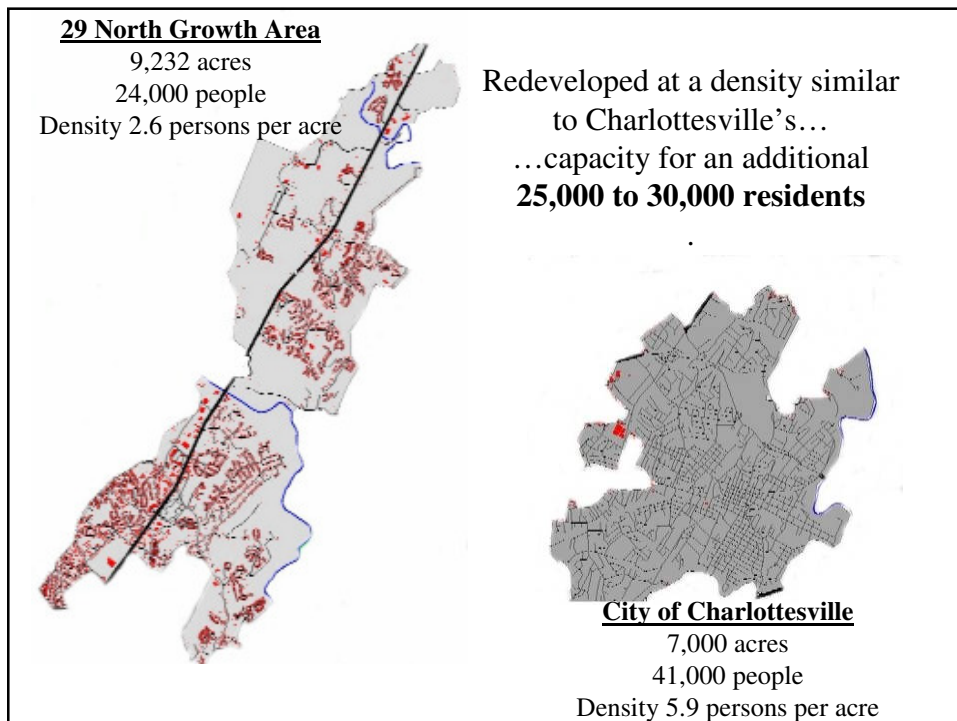 29 North Growth Area
9,232 acres
24,000 people
Density 2.6 persons per acre
Redeveloped at a density similar
to Charlottesville’s…
…capacity for an additional
25,000 to 30,000 residents
.
City of Charlottesville
7,000 acres
41,000 people
Density 5.9 persons per acre